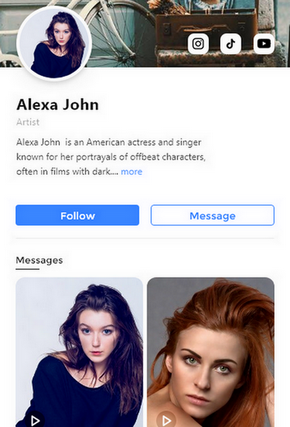 Alexa John
Artist
Alexa John is an American actress and singer
known for her portrayals of offbeat characters,
often in films with dark.... more
Follow
Message
Messages